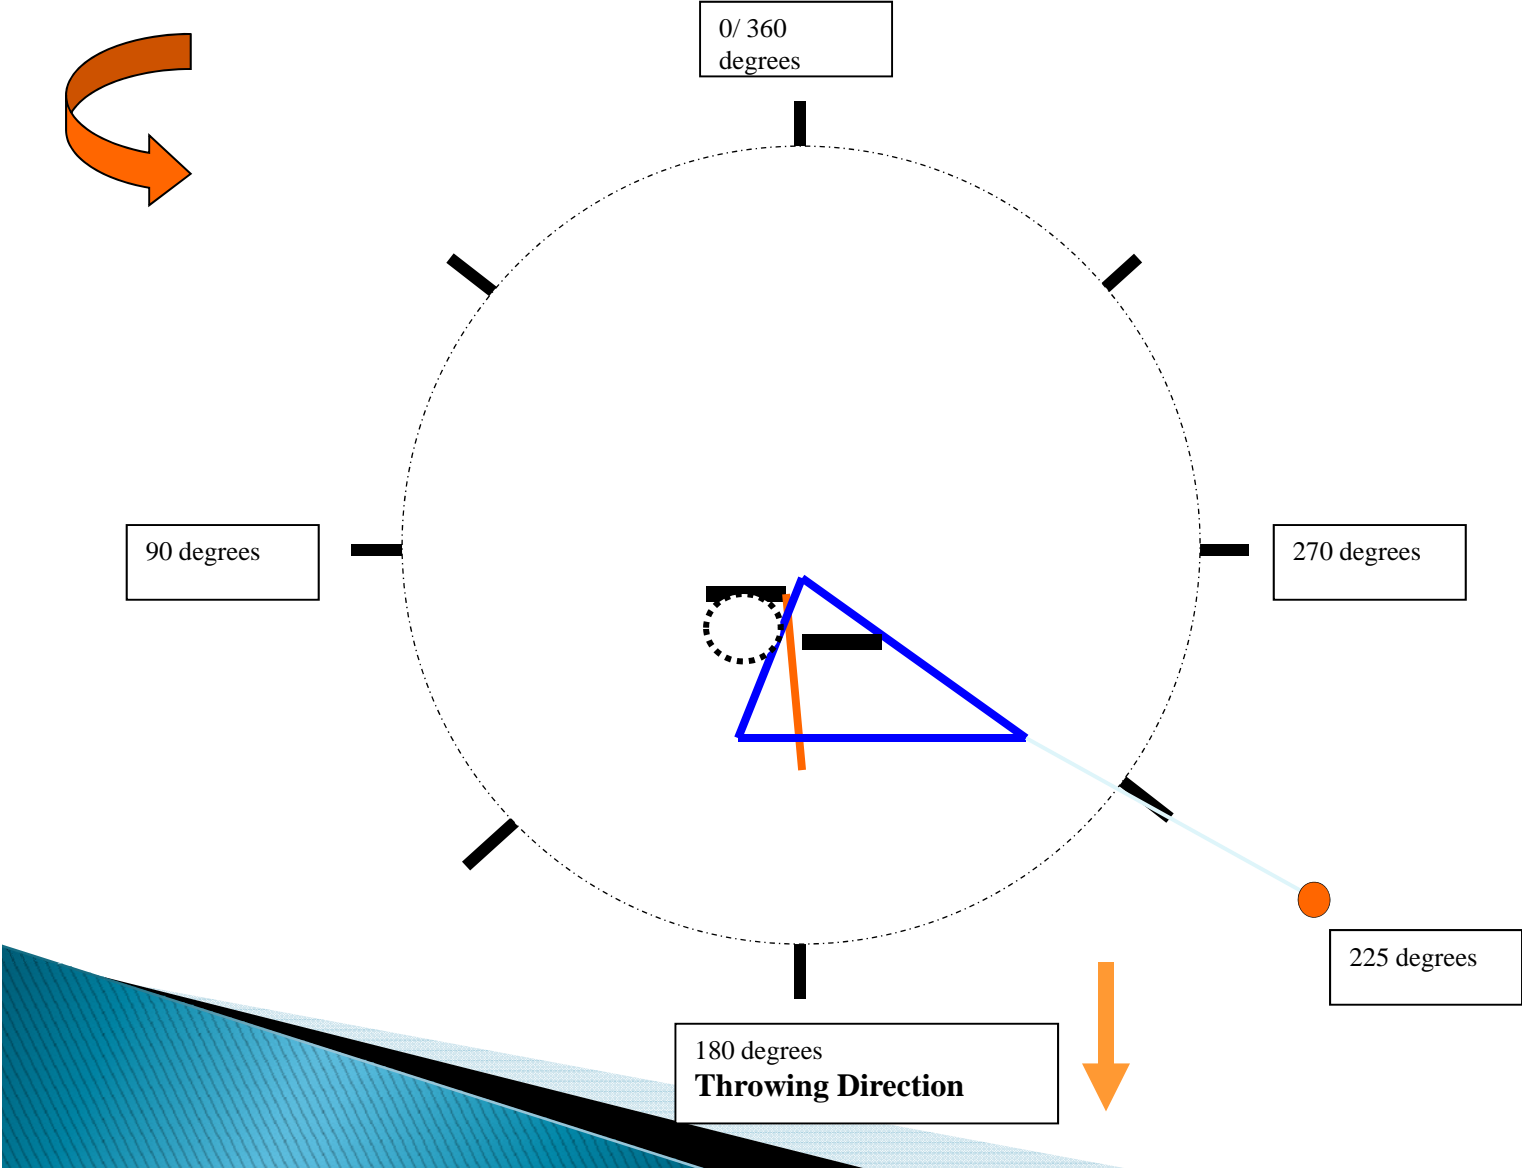 0/ 360
degrees
90 degrees
270 degrees
225 degrees
180 degrees
Throwing Direction